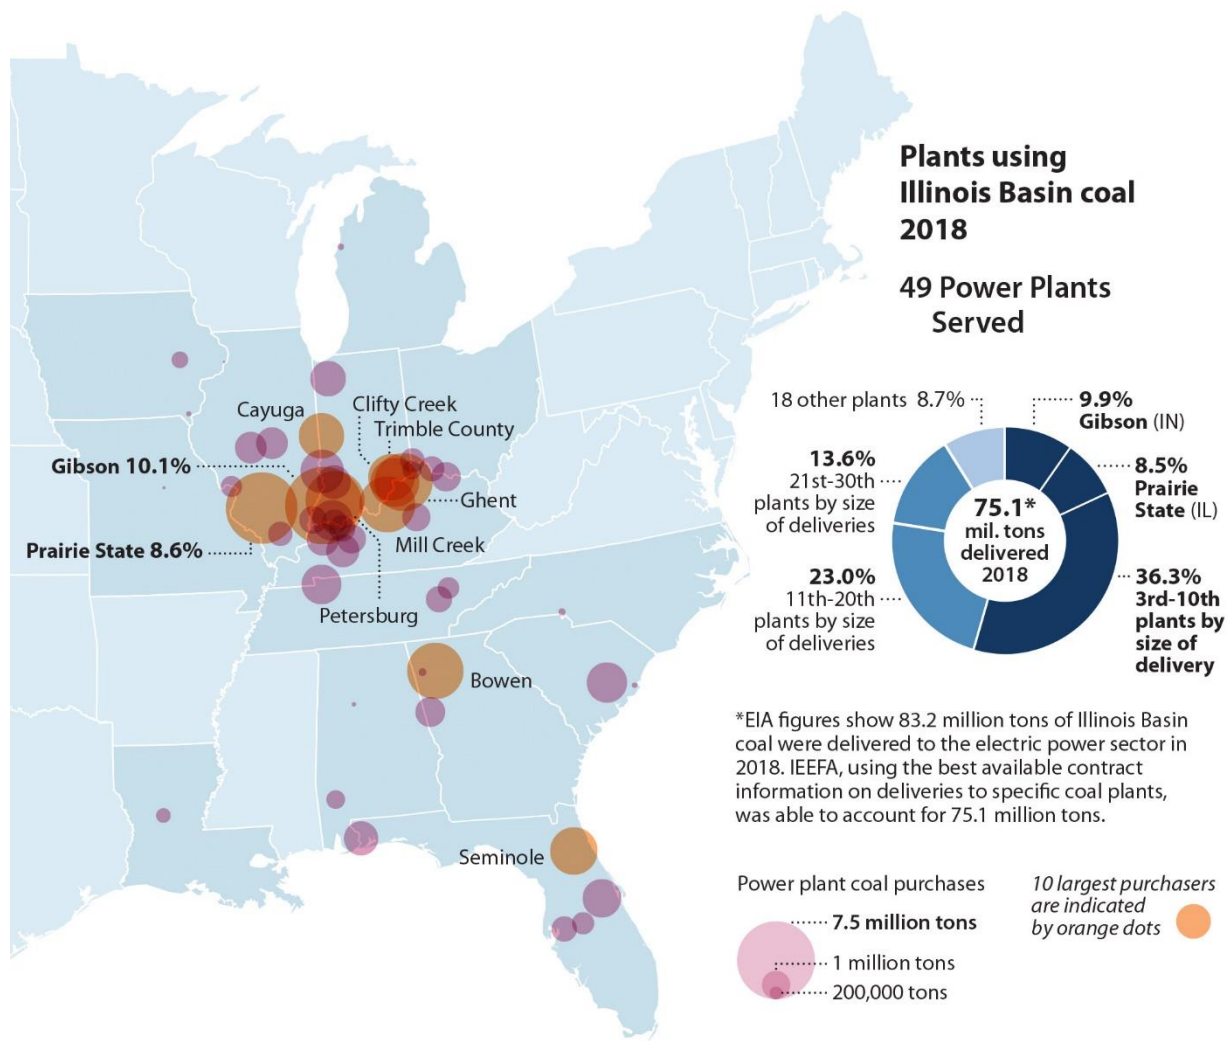 Plants using
Illinois Basin coal
2018
49 Power Plants
Served
Cayuga
Clifty Creek
Trimble County
Gibson 10.1%
Ghent
Prairie State 8.6%
Mill Creek
Petersburg
Bowen
Seminole
18 other plants 8.7%
9.9%
Gibson (IN)
13.6%
21st-30th
plants by size
of deliveries
8.5%
Prairie
State (IL)
75.1*
mil. tons
delivered
2018
23.0%
11th-20th
plants by size
of deliveries
36.3%
3rd-10th
plants by
size of
delivery
*EIA figures show 83.2 million tons of Illinois Basin
coal were delivered to the electric power sector in
2018. IEEFA, using the best available contract
information on deliveries to specific coal plants,
was able to account for 75.1 million tons.
Power plant coal purchases
7.5 million tons
1 million tons
200,000 tons
10 largest purchasers
are indicated
by orange dots